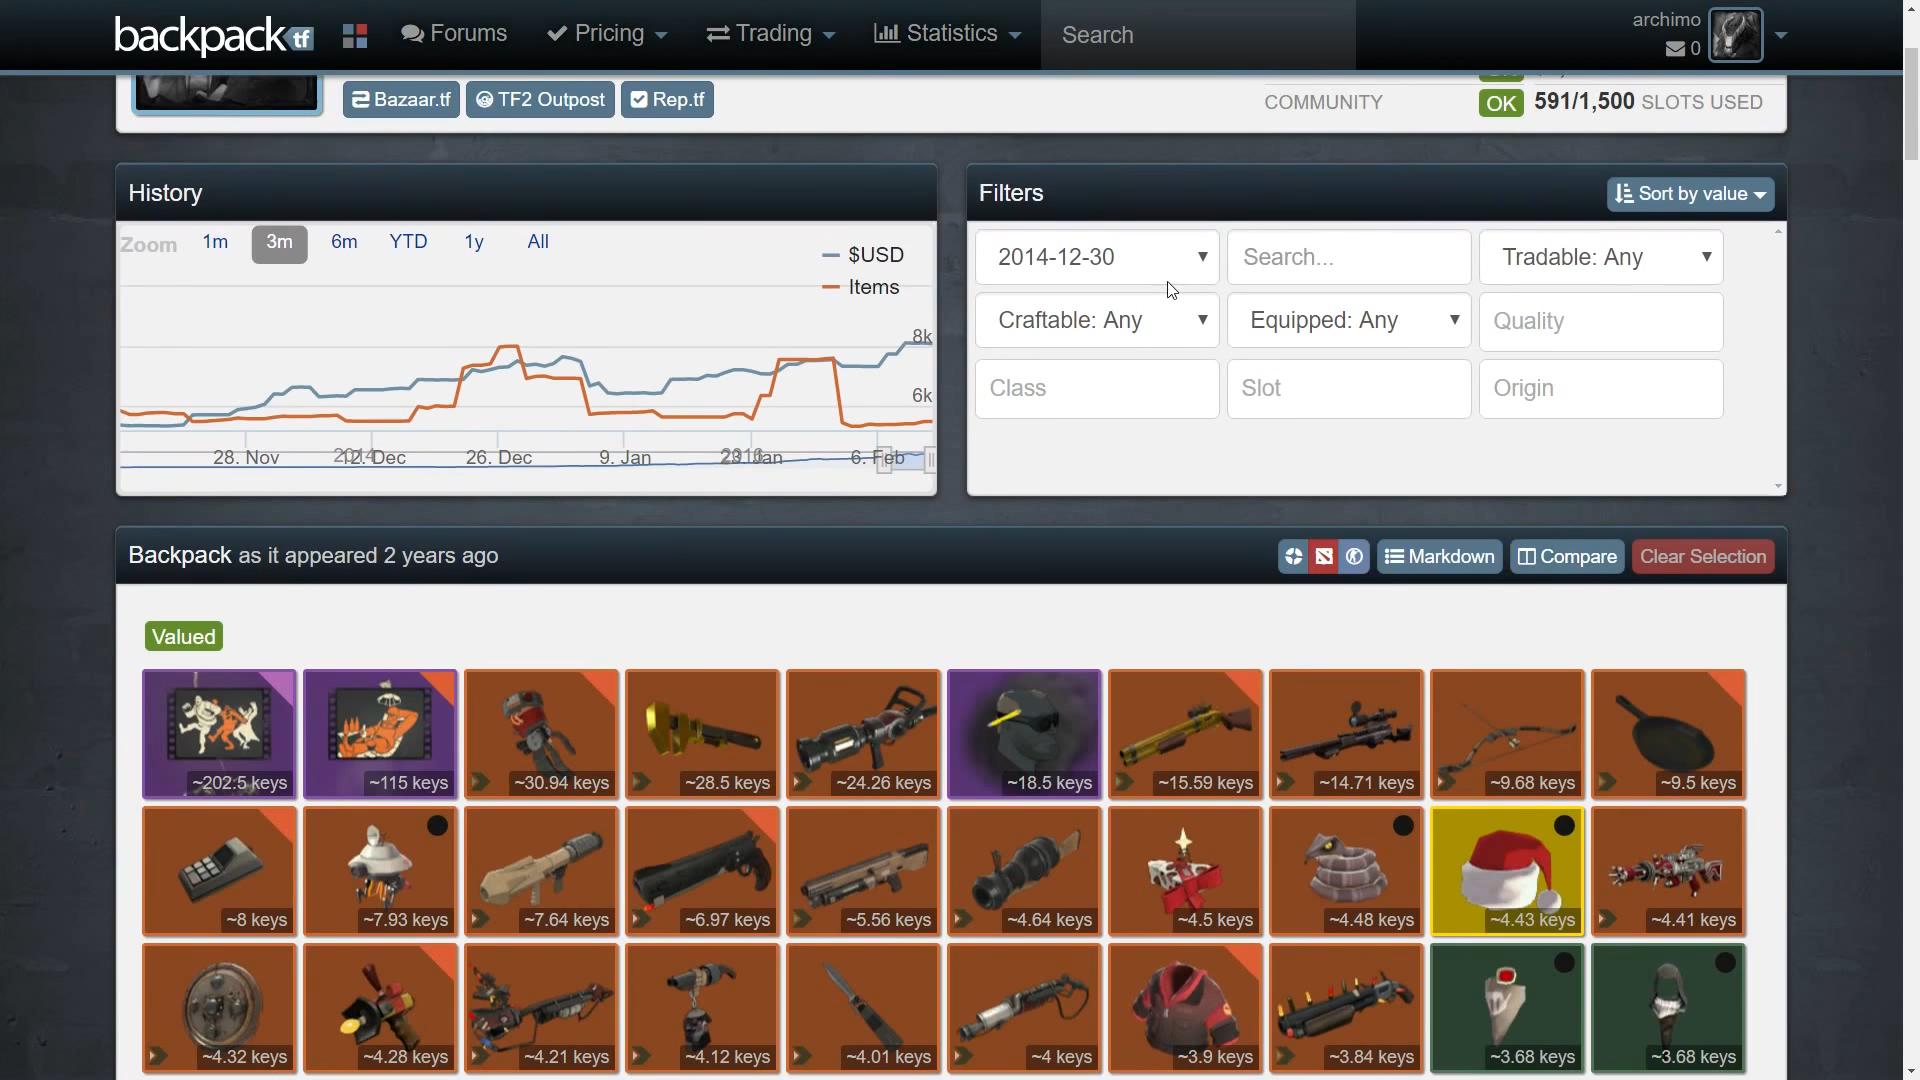 backpack.tf
Forums
Pricing
Trading
Statistics
Search
archimo
0
Bazaar.tf
TF2 Outpost
Rep.tf
COMMUNITY
OK
591/1,500 SLOTS USED
History
Zoom 1m 3m 6m YTD 1y All
$USD
Items
8k
6k
28. Nov 12. Dec 26. Dec 9. Jan 23. Jan 6. Feb
2014
Filters
Sort by value
2014-12-30
Search...
Tradable: Any
Craftable: Any
Equipped: Any
Quality
Class
Slot
Origin
Backpack as it appeared 2 years ago
Markdown
Compare
Clear Selection
Valued
~202.5 keys ~115 keys ~30.94 keys ~28.5 keys ~24.26 keys ~18.5 keys ~15.59 keys ~14.71 keys ~9.68 keys ~9.5 keys
~8 keys ~7.93 keys ~7.64 keys ~6.97 keys ~5.56 keys ~4.64 keys ~4.5 keys ~4.48 keys ~4.43 keys ~4.41 keys
~4.32 keys ~4.28 keys ~4.21 keys ~4.12 keys ~4.01 keys ~4 keys ~3.9 keys ~3.84 keys ~3.68 keys ~3.68 keys